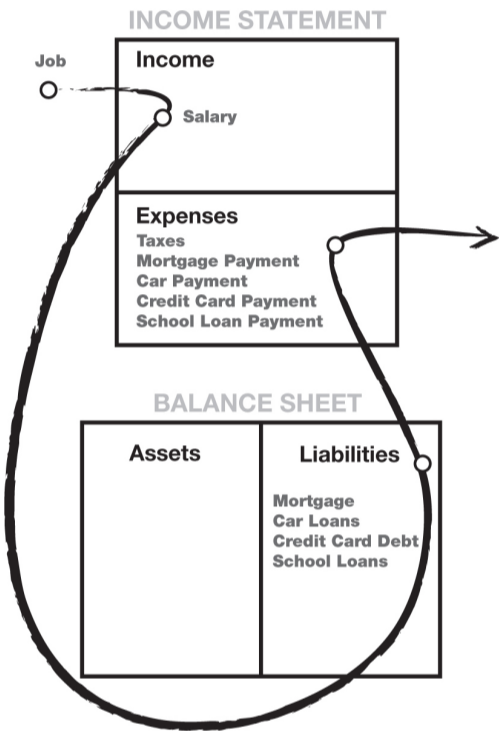 INCOME STATEMENT
Job
Income
Salary
Expenses
Taxes
Mortgage Payment
Car Payment
Credit Card Payment
School Loan Payment
BALANCE SHEET
Assets
Liabilities
Mortgage
Car Loans
Credit Card Debt
School Loans